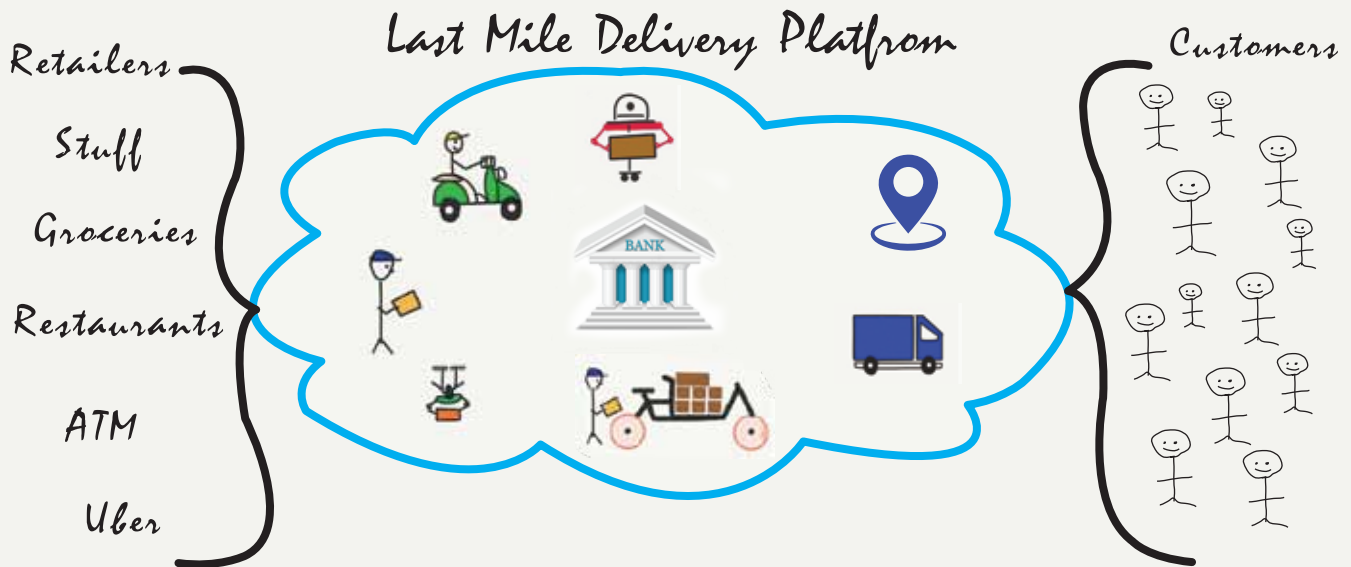 Last Mile Delivery Platfrom
Retailers
Stuff
Groceries
Restaurants
ATM
Uber
BANK
Customers